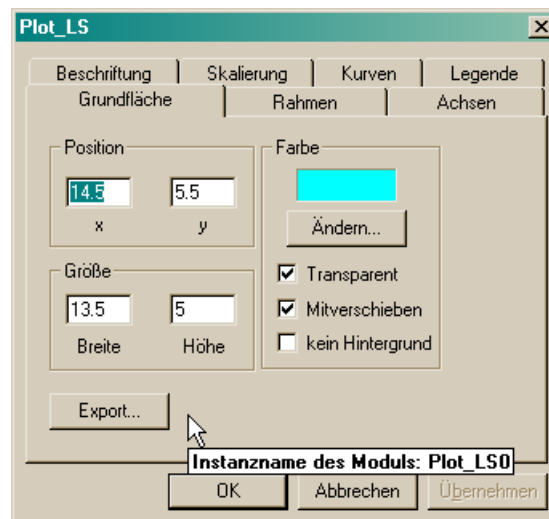 Plot_LS
Beschriftung Skalierung Kurven Legende
Grundfläche Rahmen Achsen
Position
14.5 5.5
x y
Größe
13.5 5
Breite Höhe
Farbe
Ändern...
Transparent
Mitverschieben
kein Hintergrund
Export...
Instanzname des Moduls: Plot_LS0
OK Abbrechen Übernehmen